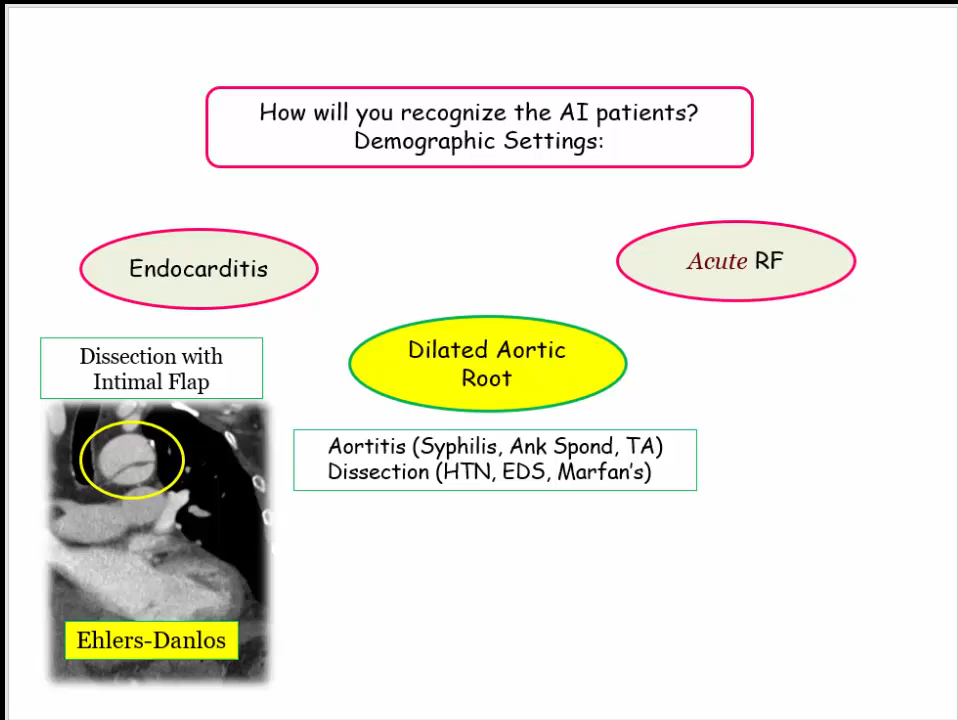 How will you recognize the AI patients?
Demographic Settings:
Endocarditis
Acute RF
Dilated Aortic
Root
Dissection with
Intimal Flap
Aortitis (Syphilis, Ank Spond, TA)
Dissection (HTN, EDS, Marfan's)
Ehlers-Danlos